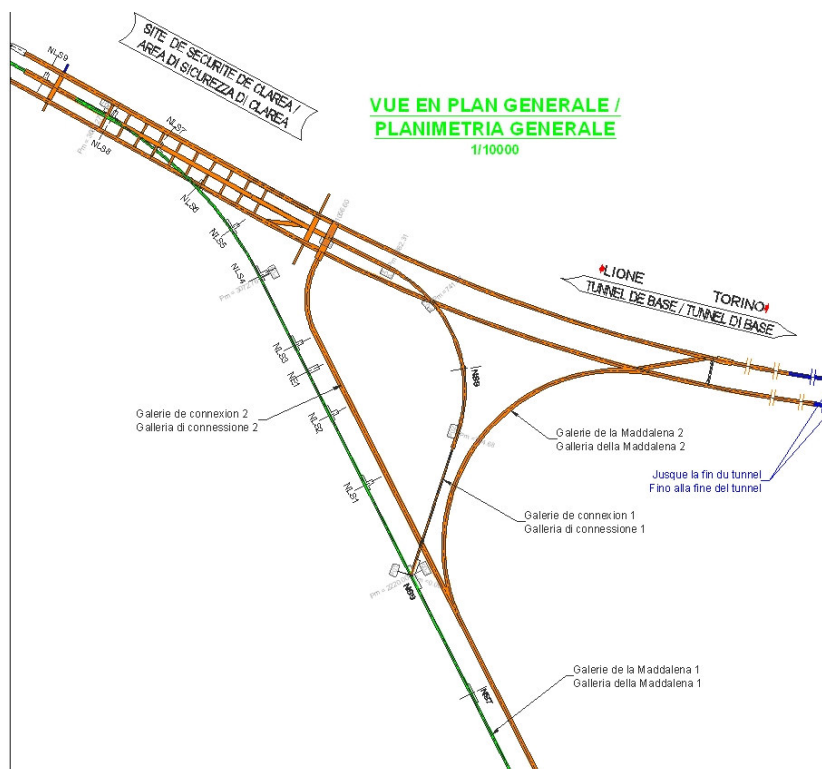 SITE DE SECURITE DE CLAREA /
AREA DI SICUREZZA DI CLAREA
VUE EN PLAN GENERALE /
PLANIMETRIA GENERALE
1/10000
NLS9
NLS7
NLS8
NLS6
NLS5
NLS4
LIONE
TORINO
TUNNEL DE BASE / TUNNEL DI BASE
NLS3
NE1
NLS2
NLS1
Galerie de connexion 2
Galleria di connessione 2
Galerie de la Maddalena 2
Galleria della Maddalena 2
Jusque la fin du tunnel
Fino alla fine del tunnel
Galerie de connexion 1
Galleria di connessione 1
Galerie de la Maddalena 1
Galleria della Maddalena 1